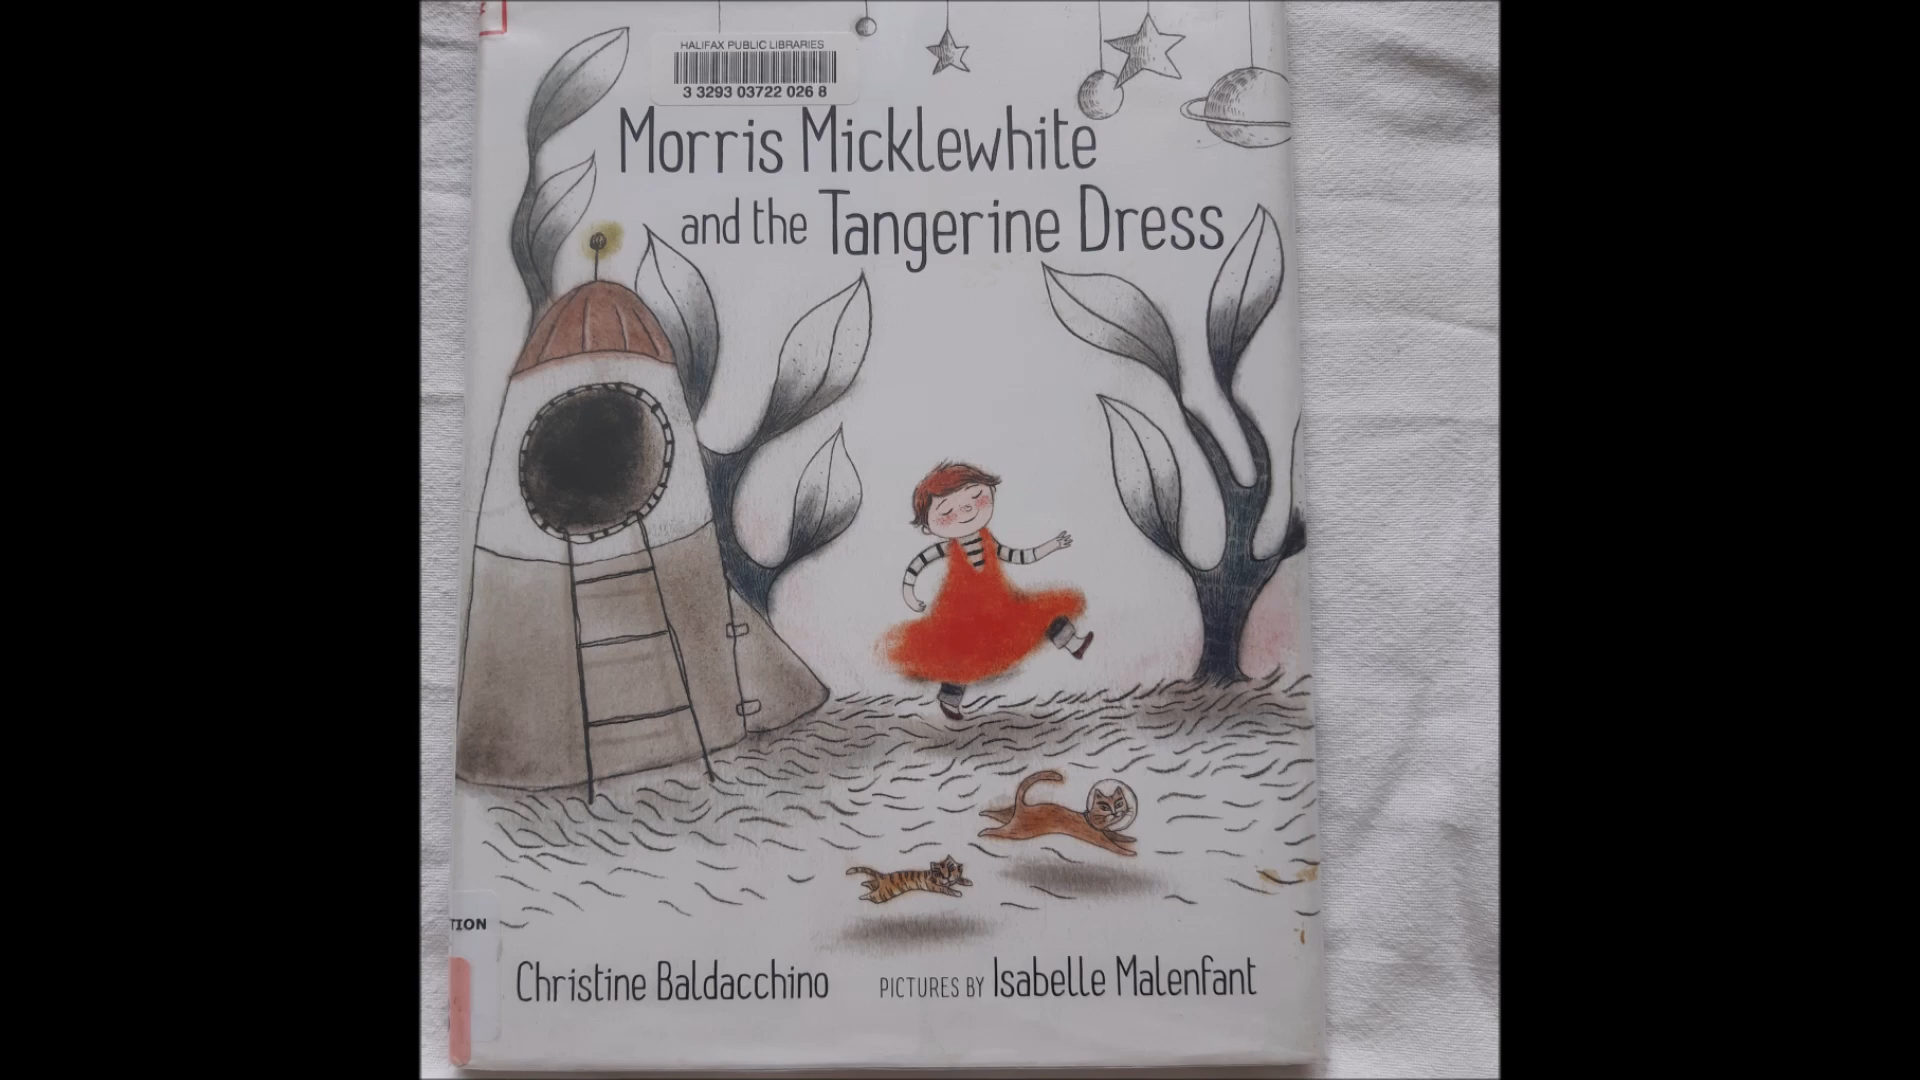 HALIFAX PUBLIC LIBRARIES
3 3293 03722 026 8
Morris Micklewhite
and the Tangerine Dress
TION
Christine Baldacchino PICTURES BY Isabelle Malenfant